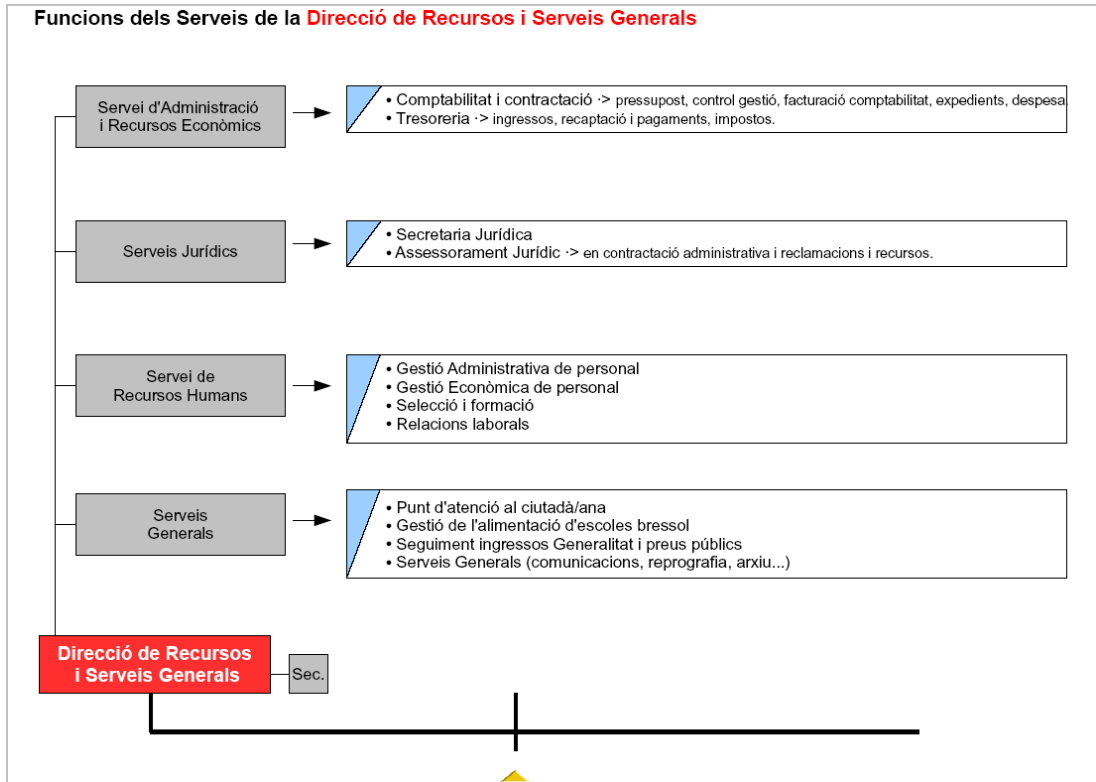 Funcions dels Serveis de la Direcció de Recursos i Serveis Generals
Servei d'Administració
i Recursos Econòmics
• Comptabilitat i contractació ·> pressupost, control gestió, facturació comptabilitat, expedients, despesa.
• Tresoreria ·> ingressos, recaptació i pagaments, impostos.
Serveis Jurídics
• Secretaria Jurídica
• Assessorament Jurídic ·> en contractació administrativa i reclamacions i recursos.
Servei de
Recursos Humans
• Gestió Administrativa de personal
• Gestió Econòmica de personal
• Selecció i formació
• Relacions laborals
Serveis
Generals
• Punt d'atenció al ciutadà/ana
• Gestió de l'alimentació d'escoles bressol
• Seguiment ingressos Generalitat i preus públics
• Serveis Generals (comunicacions, reprografia, arxiu...)
Direcció de Recursos
i Serveis Generals
Sec.